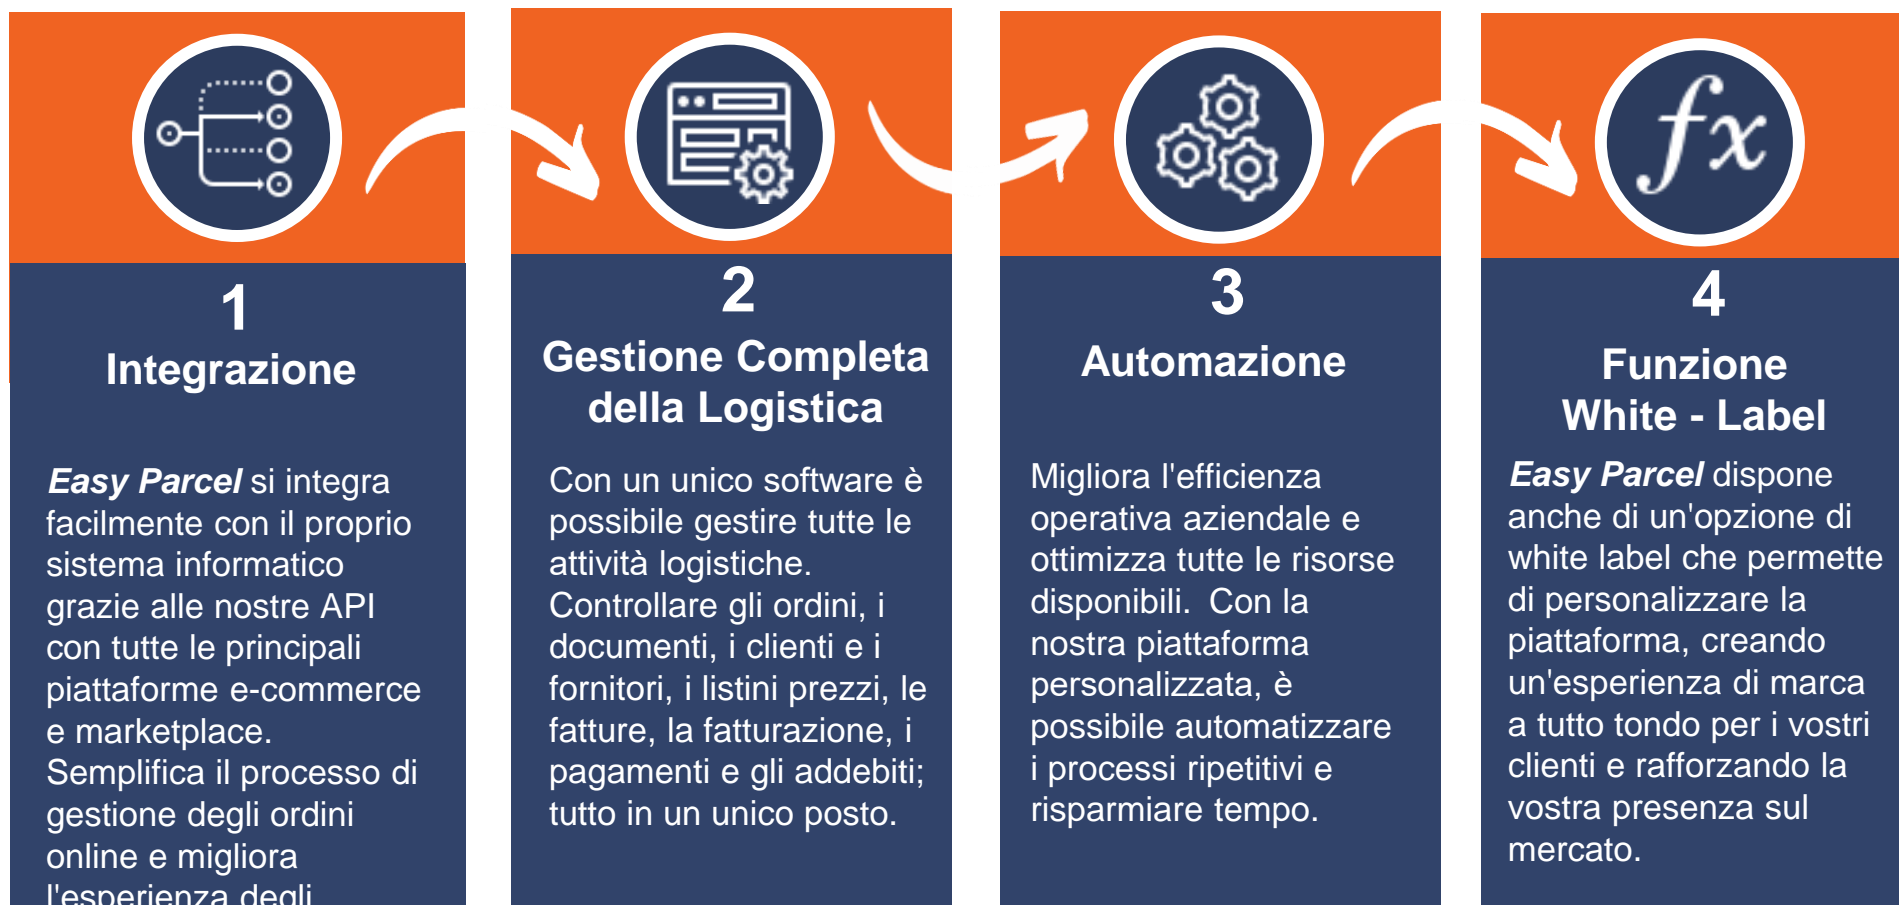 1
Integrazione
Easy Parcel si integra
facilmente con il proprio
sistema informatico
grazie alle nostre API
con tutte le principali
piattaforme e-commerce
e marketplace.
Semplifica il processo di
gestione degli ordini
online e migliora
l'esperienza degli
2
Gestione Completa
della Logistica
Con un unico software è
possibile gestire tutte le
attività logistiche.
Controllare gli ordini, i
documenti, i clienti e i
fornitori, i listini prezzi, le
fatture, la fatturazione, i
pagamenti e gli addebiti;
tutto in un unico posto.
3
Automazione
Migliora l'efficienza
operativa aziendale e
ottimizza tutte le risorse
disponibili.  Con la
nostra piattaforma
personalizzata, è
possibile automatizzare
i processi ripetitivi e
risparmiare tempo.
fx
4
Funzione
White - Label
Easy Parcel dispone
anche di un'opzione di
white label che permette
di personalizzare la
piattaforma, creando
un'esperienza di marca
a tutto tondo per i vostri
clienti e rafforzando la
vostra presenza sul
mercato.